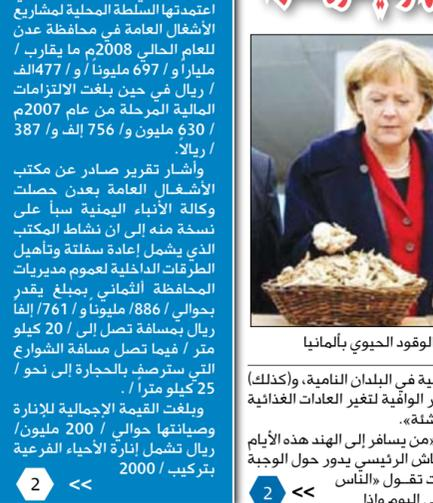 اعتمدتها السلطة المحلية لمشاريع
الأشغال العامة في محافظة عدن
للعام الحالي 2008م ما يقارب /
ملياراً و / 697 مليوناً / و / 477الف
/ ريال في حين بلغت الالتزامات
المالية المرحلة من عام 2007م
/ 630 مليون و/ 756 إلف و/ 387
/ ريالاً.
وأشار تقرير صادر عن مكتب
الأشغال العامة بعدن حصلت
وكالة الأنباء اليمنية سبأ على
نسخة منه إلى ان نشاط المكتب
الذي يشمل إعادة سفلتة وتأهيل
الطرقات الداخلية لعموم مديريات
المحافظة الثماني بمبلغ يقدر
بحوالي / 886/ مليوناً و / 761/ إلفاً
ريال بمسافة تصل إلى / 20 كيلو
متر / فيما تصل مسافة الشوارع
التي سترصف بالحجارة إلى نحو /
25 كيلو متراً / .
وبلغت القيمة الإجمالية للإنارة
وصيانتها حوالي / 200 مليون/
ريال تشمل إنارة الأحياء الفرعية
بتركيب / 2000
>> 2
لوقود الحيوي بألمانيا
ية في البلدان النامية، و(كذلك)
ر الوافية لتغير العادات الغذائية
شئة».
«من يسافر إلى الهند هذه الأيام
اش الرئيسي يدور حول الوجبة
ت تقول «الناس
اليوم وإذا
>> 2